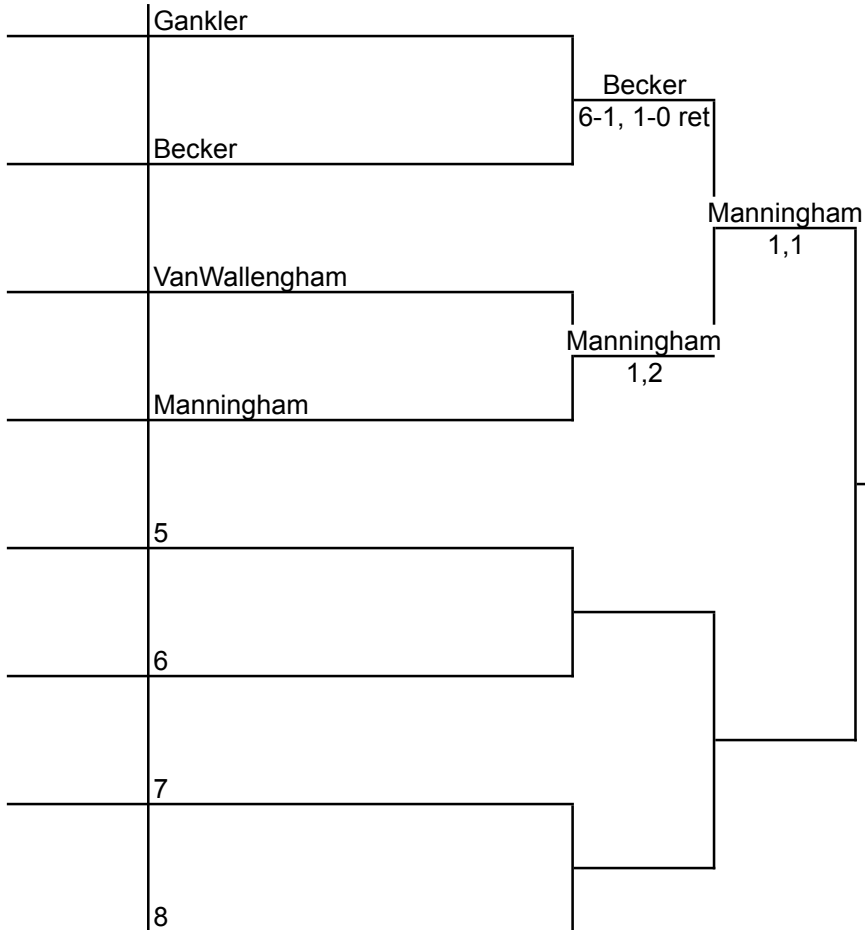 Gankler
Becker
6-1, 1-0 ret
Becker
Manningham
1,1
VanWallengham
Manningham
1,2
Manningham
5
6
7
8